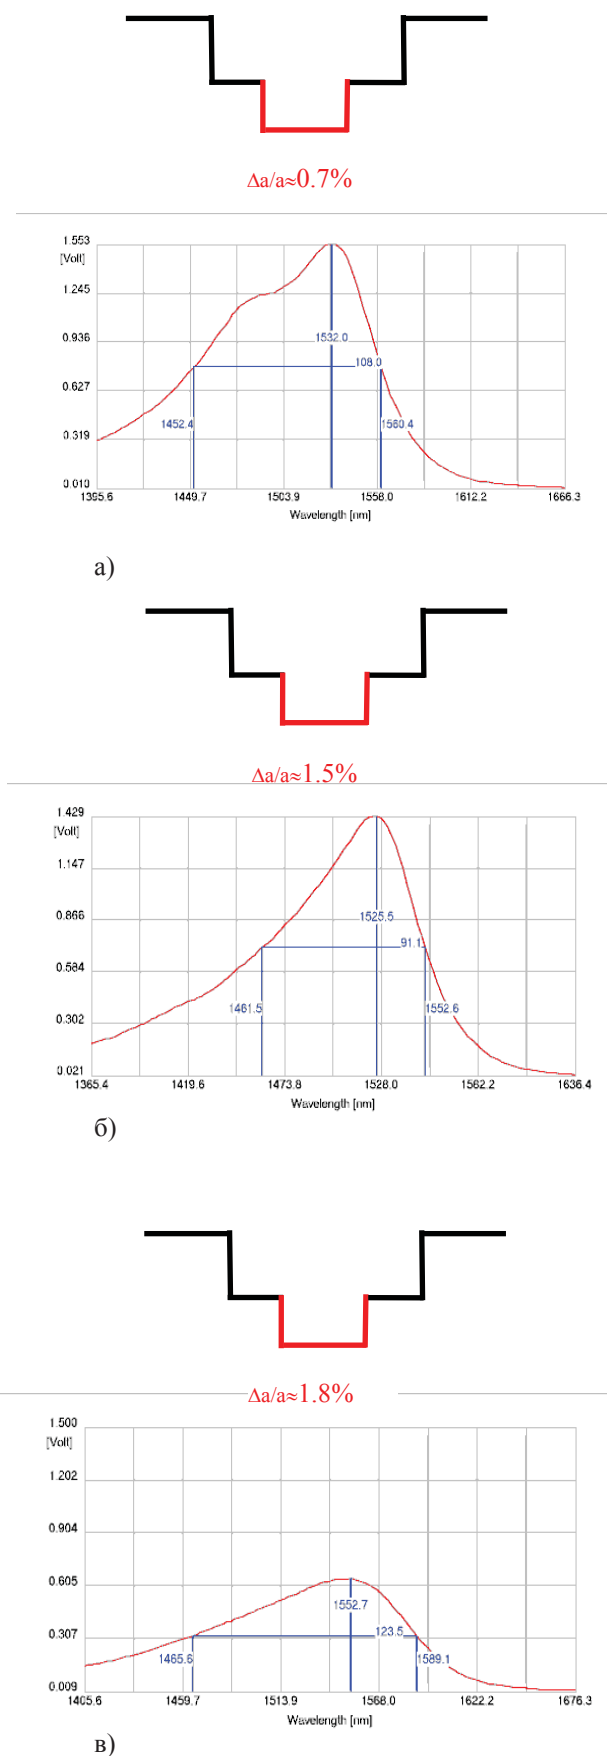 Δa/a≈0.7%
1.553
[Volt]
1.245
0.936
1532.0
108.0
0.627
1452.4
1560.4
0.319
0.010
1355.6 1449.7 1503.9 1558.0 1612.2 1666.3
Wavelength [nm]
а)
Δa/a≈1.5%
1.429
[Volt]
1.147
0.866
1525.5
91.1
0.584
1461.5
1552.6
0.302
0.021
1365.4 1419.6 1473.8 1528.0 1562.2 1636.4
Wavelength [nm]
б)
Δa/a≈1.8%
1.500
[Volt]
1.202
0.904
0.605
1552.7
123.5
0.307
1465.6
1589.1
0.009
1405.6 1459.7 1513.9 1568.0 1622.2 1676.3
Wavelength [nm]
в)